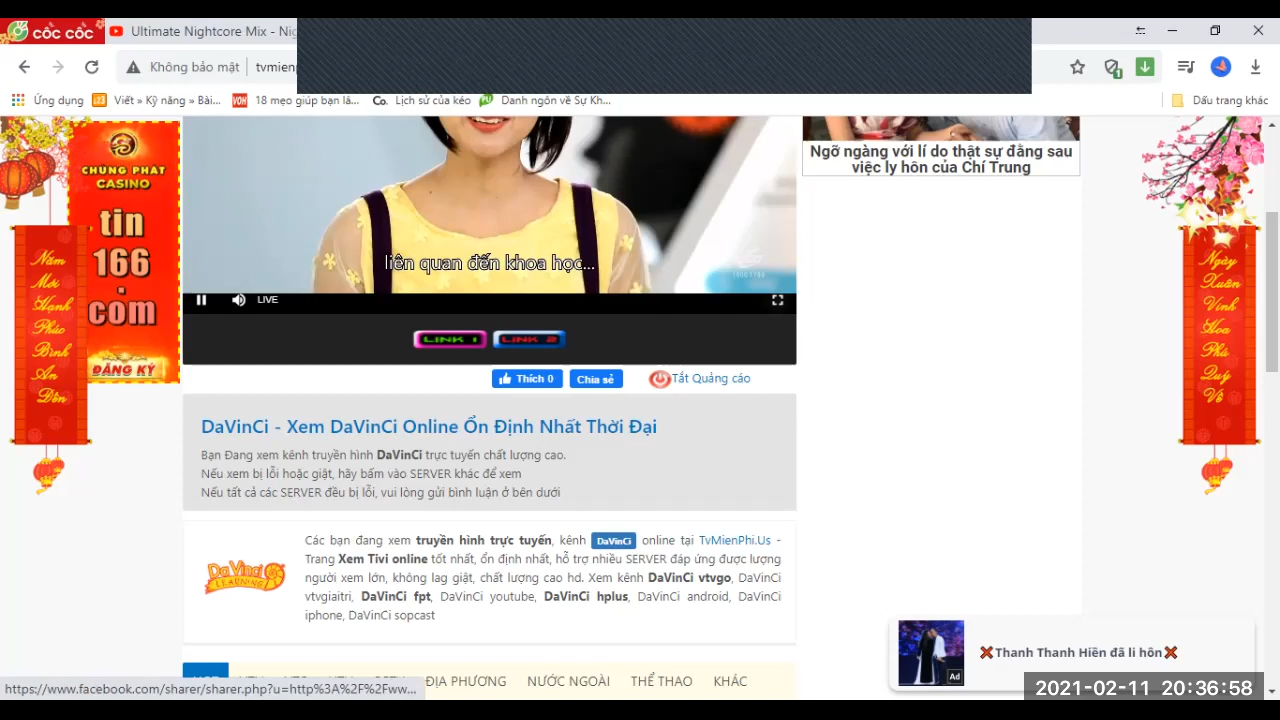 cốc cốc
Ultimate Nightcore Mix - Nig
Không bảo mật
tvmienp
Ứng dụng
123
Viết » Kỹ năng » Bài...
VOH
18 mẹo giúp bạn lã...
Co.
Lịch sử của kéo
Danh ngôn về Sự Kh...
Dấu trang khác
CHỨNG PHÁT
CASINO
tin
166
.
com
ĐĂNG KÝ
Năm
Mới
Hạnh
Phúc
Bình
An
Đến
liên quan đến khoa học...
LIVE
LINK 1
LINK 2
Thích 0
Chia sẻ
Tắt Quảng cáo
Ngỡ ngàng với lí do thật sự đằng sau
việc ly hôn của Chí Trung
Ngày
Xuân
Vinh
Hoa
Phú
Quý
Về
DaVinCi - Xem DaVinCi Online Ổn Định Nhất Thời Đại
Bạn Đang xem kênh truyền hình DaVinCi trực tuyến chất lượng cao.
Nếu xem bị lỗi hoặc giật, hãy bấm vào SERVER khác để xem
Nếu tất cả các SERVER đều bị lỗi, vui lòng gửi bình luận ở bên dưới
DaVinci
LEARNING
Các bạn đang xem truyền hình trực tuyến, kênh DaVinCi online tại TvMienPhi.Us -
Trang Xem Tivi online tốt nhất, ổn định nhất, hỗ trợ nhiều SERVER đáp ứng được lượng
người xem lớn, không lag giật, chất lượng cao hd. Xem kênh DaVinCi vtvgo, DaVinCi
vtvgiaitri, DaVinCi fpt, DaVinCi youtube, DaVinCi hplus, DaVinCi android, DaVinCi
iphone, DaVinCi sopcast
ĐỊA PHƯƠNG
NƯỚC NGOÀI
THỂ THAO
KHÁC
https://www.facebook.com/sharer/sharer.php?u=http%3A%2F%2Fww...
Ad
❌Thanh Thanh Hiền đã li hôn❌
2021-02-11 20:36:58